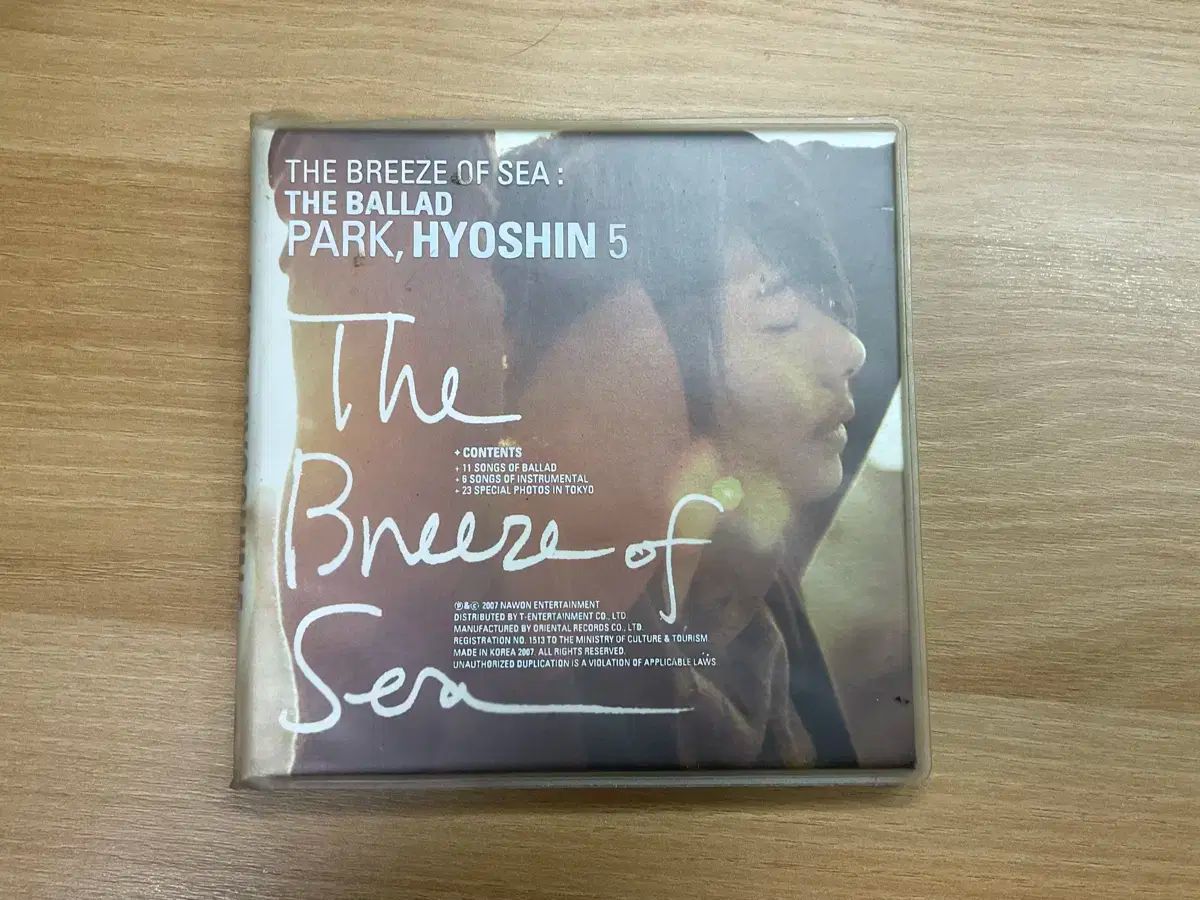 THE BREEZE OF SEA :
THE BALLAD
PARK, HYOSHIN 5
The
Breeze of
Sea
+ CONTENTS
+ 11 SONGS OF BALLAD
+ 6 SONGS OF INSTRUMENTAL
+ 23 SPECIAL PHOTOS IN TOKYO
Ⓟ&Ⓒ 2007 NAWON ENTERTAINMENT
DISTRIBUTED BY T-ENTERTAINMENT CO., LTD.
MANUFACTURED BY ORIENTAL RECORDS CO., LTD.
REGISTRATION NO. 1513 TO THE MINISTRY OF CULTURE & TOURISM.
MADE IN KOREA 2007. ALL RIGHTS RESERVED.
UNAUTHORIZED DUPLICATION IS A VIOLATION OF APPLICABLE LAWS.